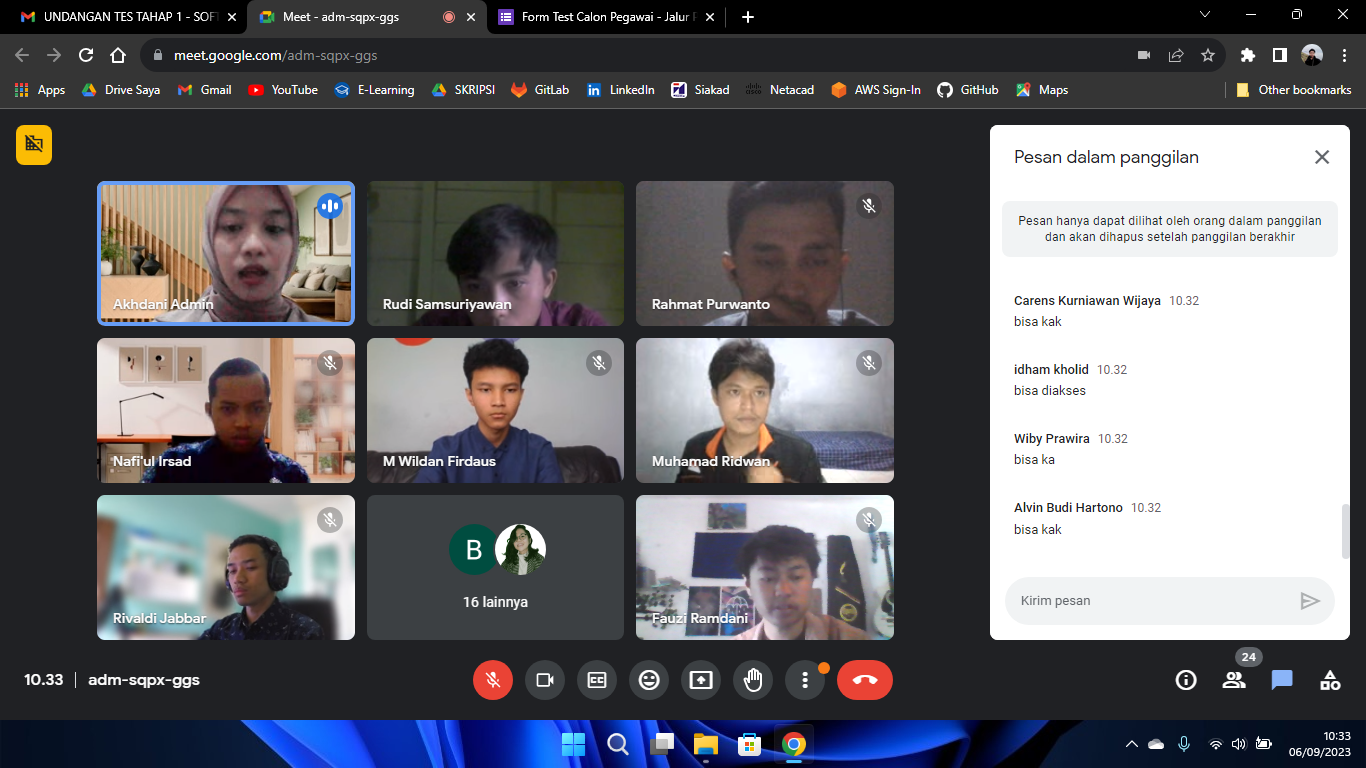 UNDANGAN TES TAHAP 1 - SOFT
Meet - adm-sqpx-ggs
Form Test Calon Pegawai - Jalur
meet.google.com/adm-sqpx-ggs
Apps
Drive Saya
Gmail
YouTube
E-Learning
SKRIPSI
GitLab
LinkedIn
Siakad
Netacad
AWS Sign-In
GitHub
Maps
Other bookmarks
Akhdani Admin
Rudi Samsuriyawan
Rahmat Purwanto
Nafi'ul Irsad
M Wildan Firdaus
Muhamad Ridwan
Rivaldi Jabbar
B
16 lainnya
Fauzi Ramdani
Pesan dalam panggilan
Pesan hanya dapat dilihat oleh orang dalam panggilan
dan akan dihapus setelah panggilan berakhir
Carens Kurniawan Wijaya 10.32
bisa kak
idham kholid 10.32
bisa diakses
Wiby Prawira 10.32
bisa ka
Alvin Budi Hartono 10.32
bisa kak
Kirim pesan
10.33
adm-sqpx-ggs
24
10:33
06/09/2023